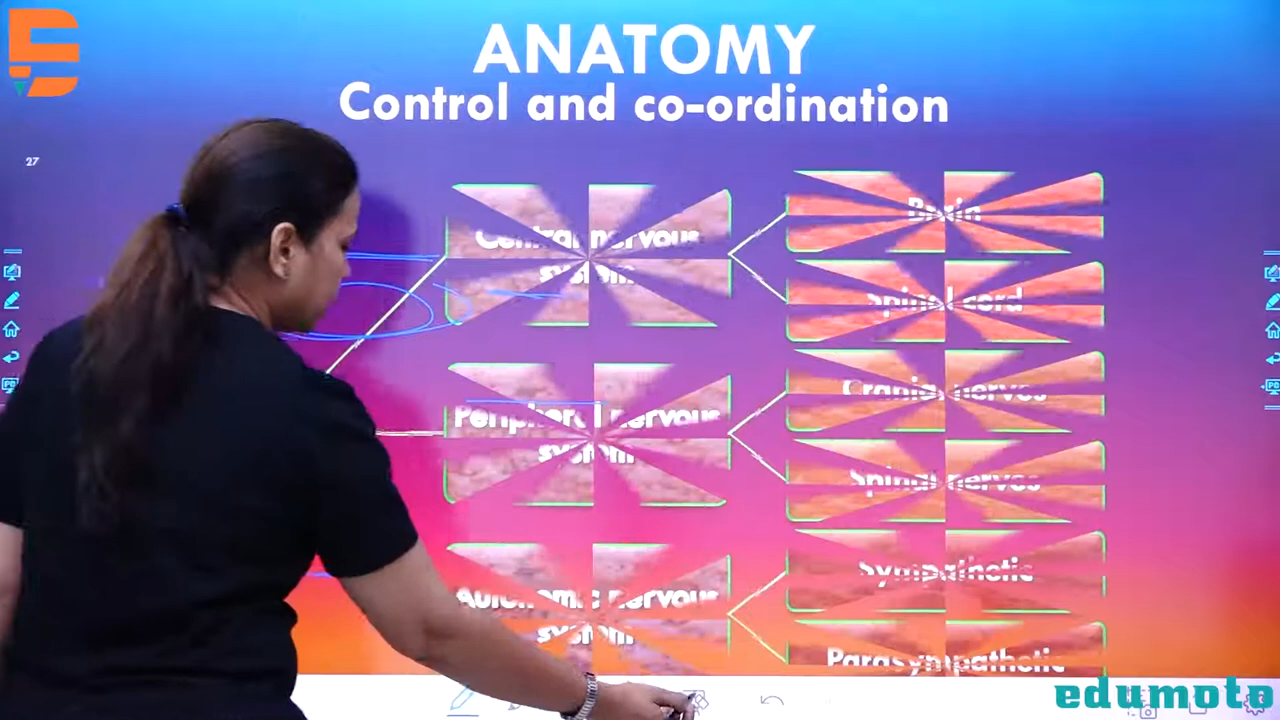 ANATOMY
Control and co-ordination
27
Central nervous
system
Brain
Spinal cord
Peripheral nervous
system
Cranial nerves
Spinal nerves
Autonomic nervous
system
Sympathetic
Parasympathetic
edumoto